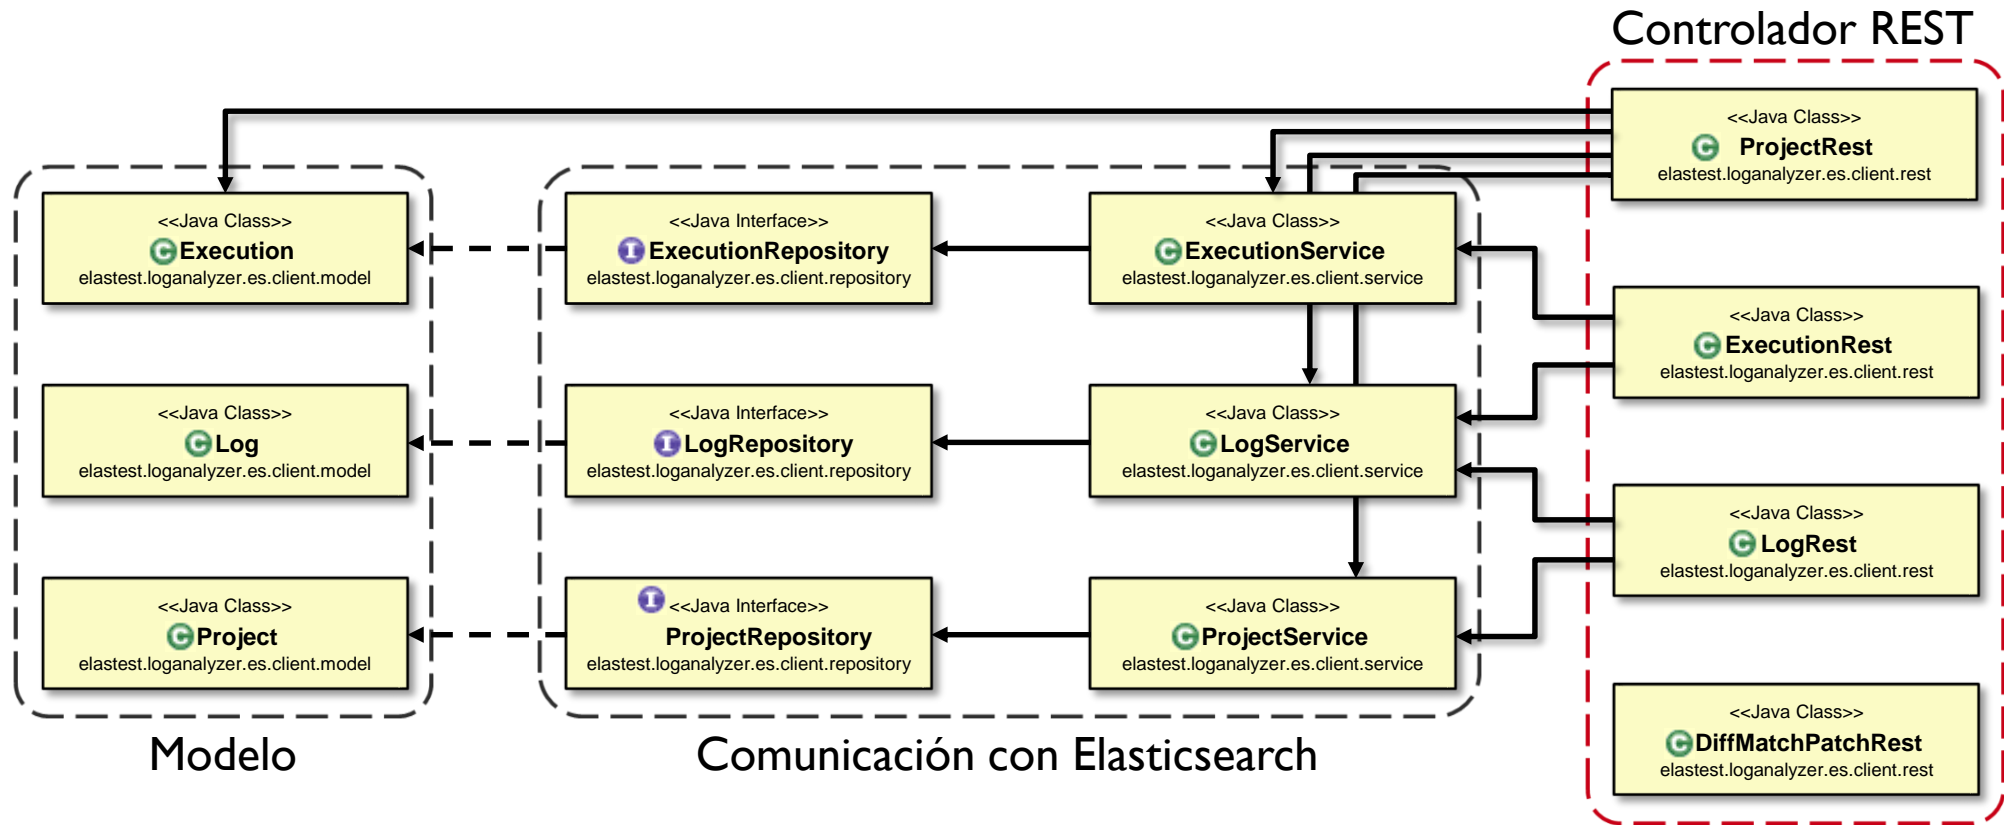 Controlador REST
<<Java Class>>
ProjectRest
elastest.loganalyzer.es.client.rest
<<Java Class>>
Execution
elastest.loganalyzer.es.client.model
<<Java Interface>>
ExecutionRepository
elastest.loganalyzer.es.client.repository
<<Java Class>>
ExecutionService
elastest.loganalyzer.es.client.service
<<Java Class>>
ExecutionRest
elastest.loganalyzer.es.client.rest
<<Java Class>>
Log
elastest.loganalyzer.es.client.model
<<Java Interface>>
LogRepository
elastest.loganalyzer.es.client.repository
<<Java Class>>
LogService
elastest.loganalyzer.es.client.service
<<Java Class>>
LogRest
elastest.loganalyzer.es.client.rest
<<Java Class>>
Project
elastest.loganalyzer.es.client.model
<<Java Interface>>
ProjectRepository
elastest.loganalyzer.es.client.repository
<<Java Class>>
ProjectService
elastest.loganalyzer.es.client.service
<<Java Class>>
DiffMatchPatchRest
elastest.loganalyzer.es.client.rest
Modelo
Comunicación con Elasticsearch